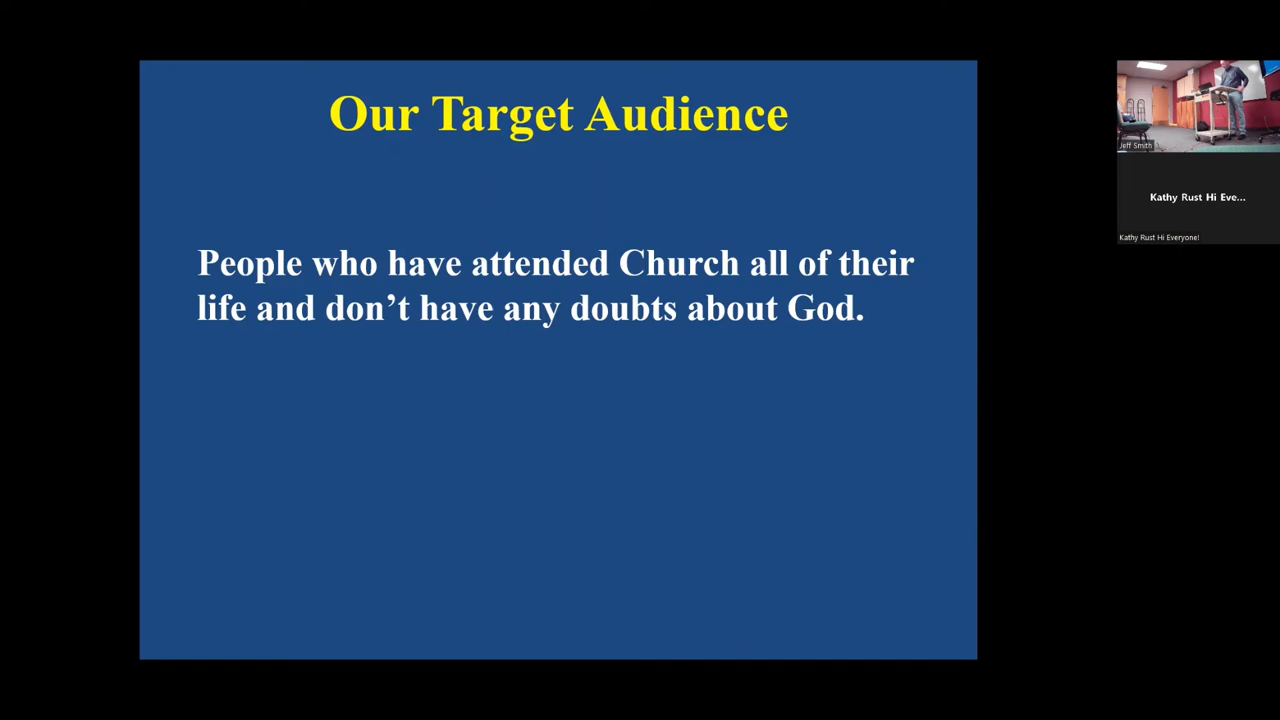 Our Target Audience
People who have attended Church all of their
life and don’t have any doubts about God.
Jeff Smith
Kathy Rust Hi Eve...
Kathy Rust Hi Everyone!